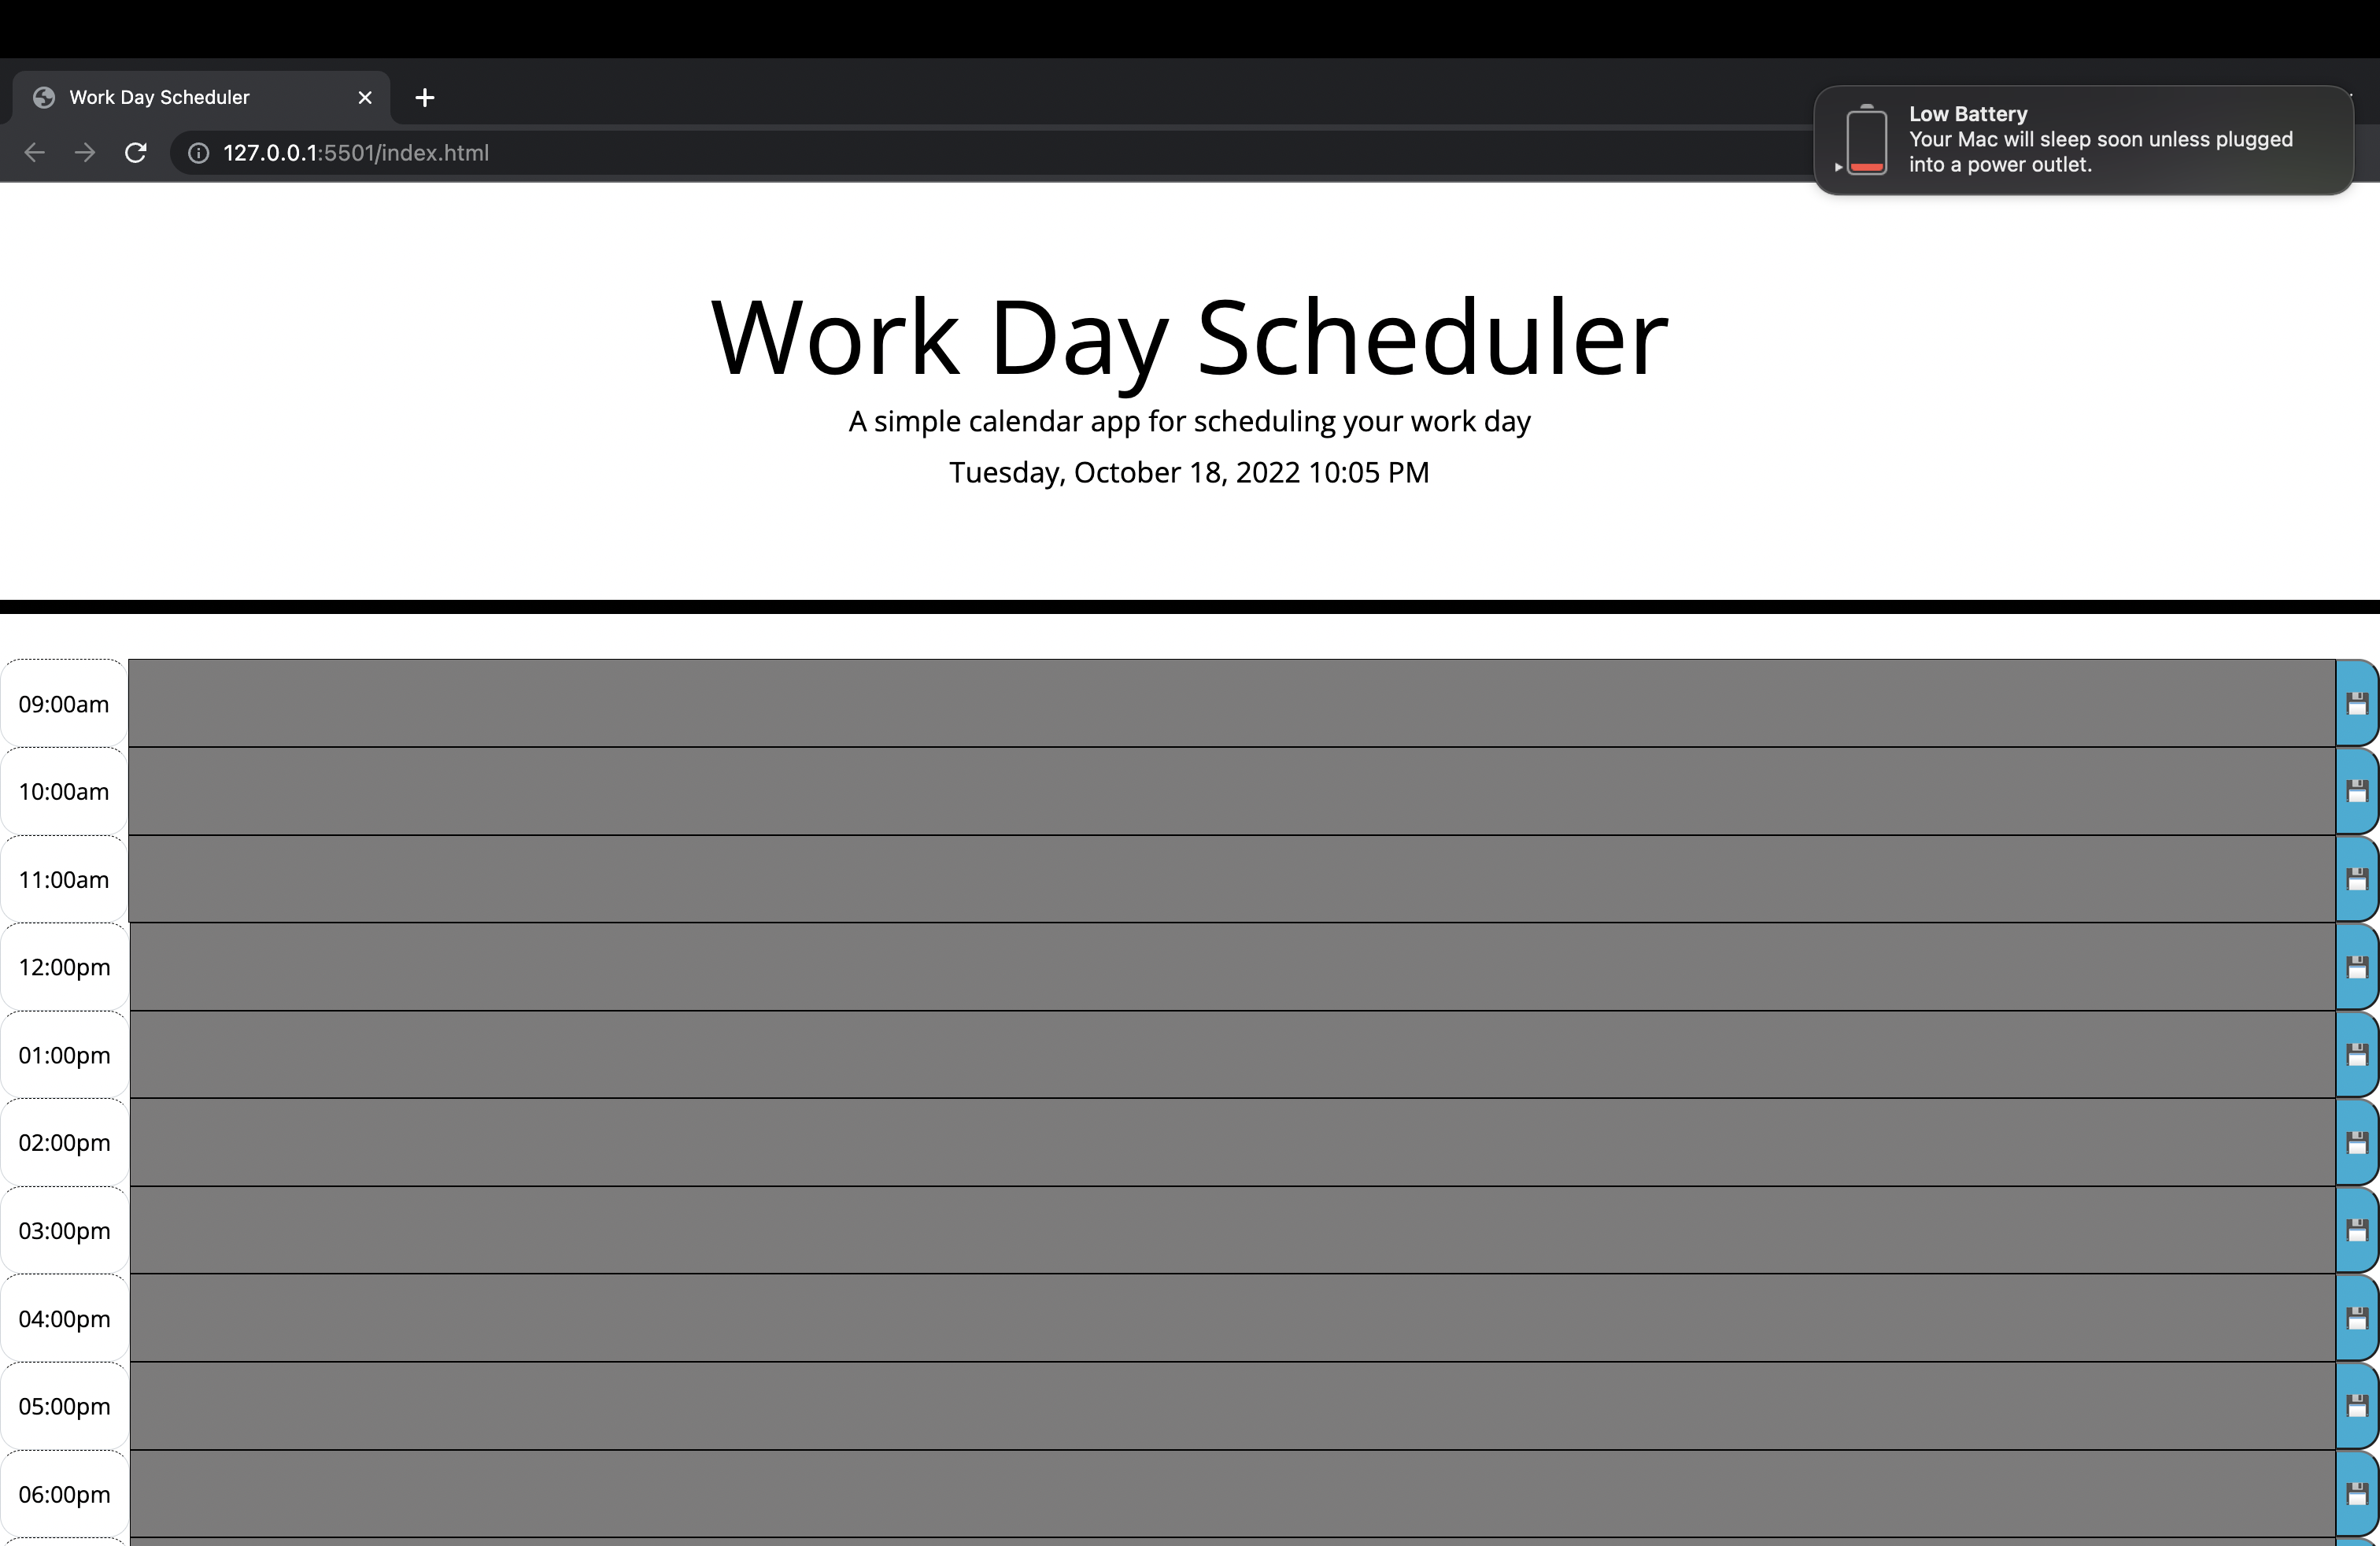 Work Day Scheduler
127.0.0.1:5501/index.html
Low Battery
Your Mac will sleep soon unless plugged
into a power outlet.
Work Day Scheduler
A simple calendar app for scheduling your work day
Tuesday, October 18, 2022 10:05 PM
09:00am
10:00am
11:00am
12:00pm
01:00pm
02:00pm
03:00pm
04:00pm
05:00pm
06:00pm